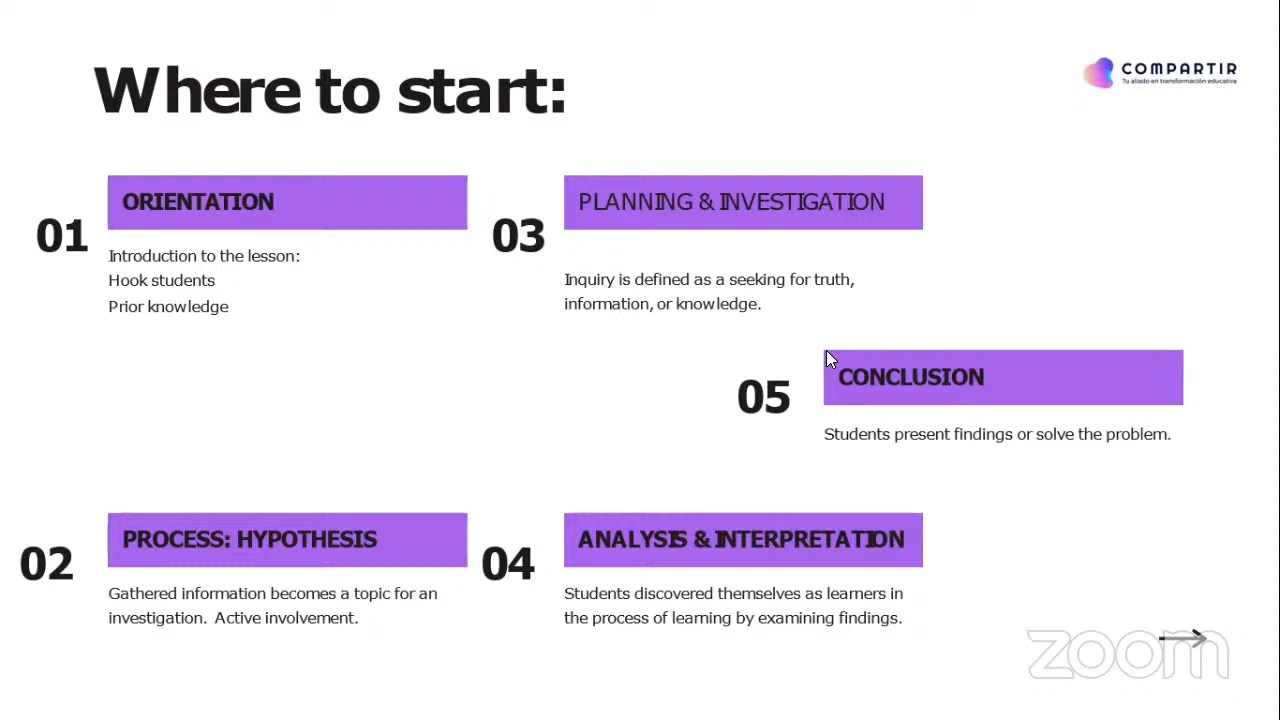 Where to start:
COMPARTIR
Tu aliado en transformación educativa
01
ORIENTATION
Introduction to the lesson:
Hook students
Prior knowledge
02
PROCESS: HYPOTHESIS
Gathered information becomes a topic for an
investigation. Active involvement.
03
PLANNING & INVESTIGATION
Inquiry is defined as a seeking for truth,
information, or knowledge.
04
ANALYSIS & INTERPRETATION
Students discovered themselves as learners in
the process of learning by examining findings.
05
CONCLUSION
Students present findings or solve the problem.
zoom